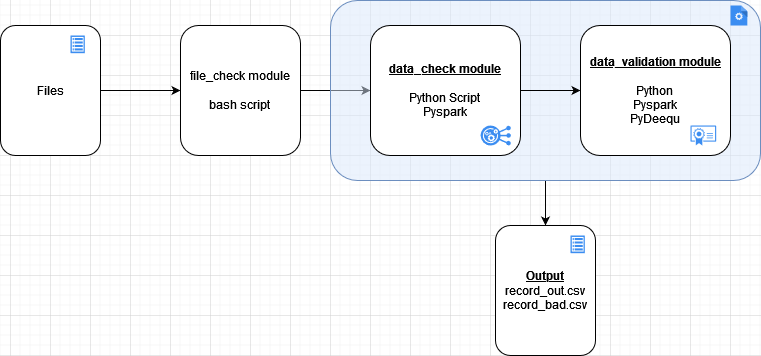 Files
file_check module
bash script
data_check module
Python Script
Pyspark
data_validation module
Python
Pyspark
PyDeequ
Output
record_out.csv
record_bad.csv